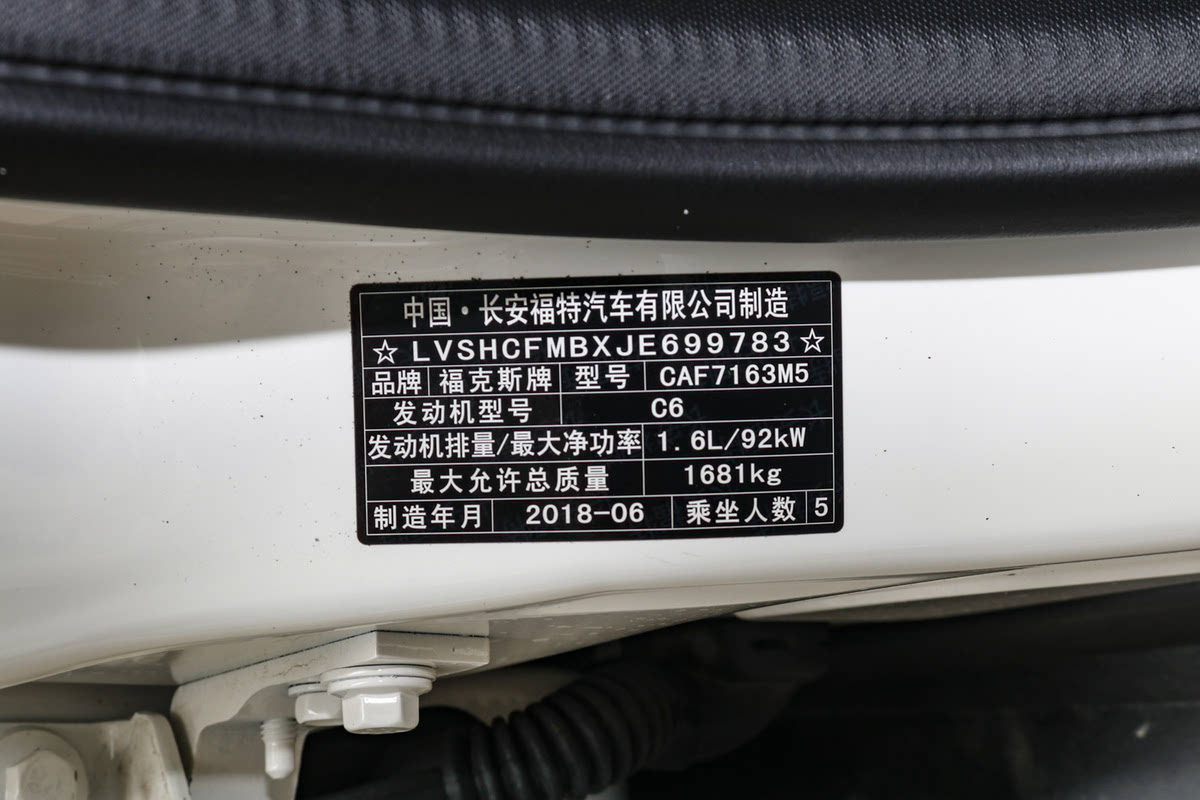 中国·长安福特汽车有限公司制造
☆ LVSHCFMBXJE699783 ☆
品牌 福克斯牌 型号 CAF7163M5
发动机型号 C6
发动机排量/最大净功率 1.6L/92kW
最大允许总质量 1681kg
制造年月 2018-06 乘坐人数 5